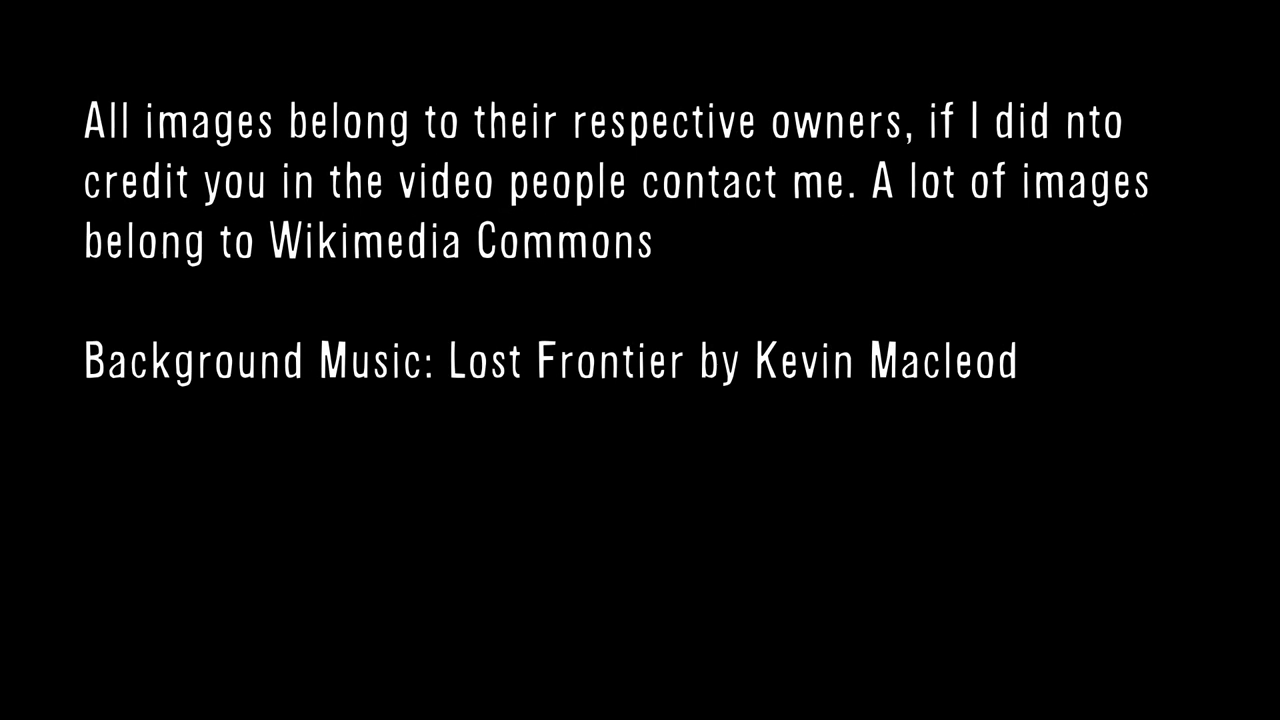 All images belong to their respective owners, if I did nto
credit you in the video people contact me. A lot of images
belong to Wikimedia Commons
Background Music: Lost Frontier by Kevin Macleod